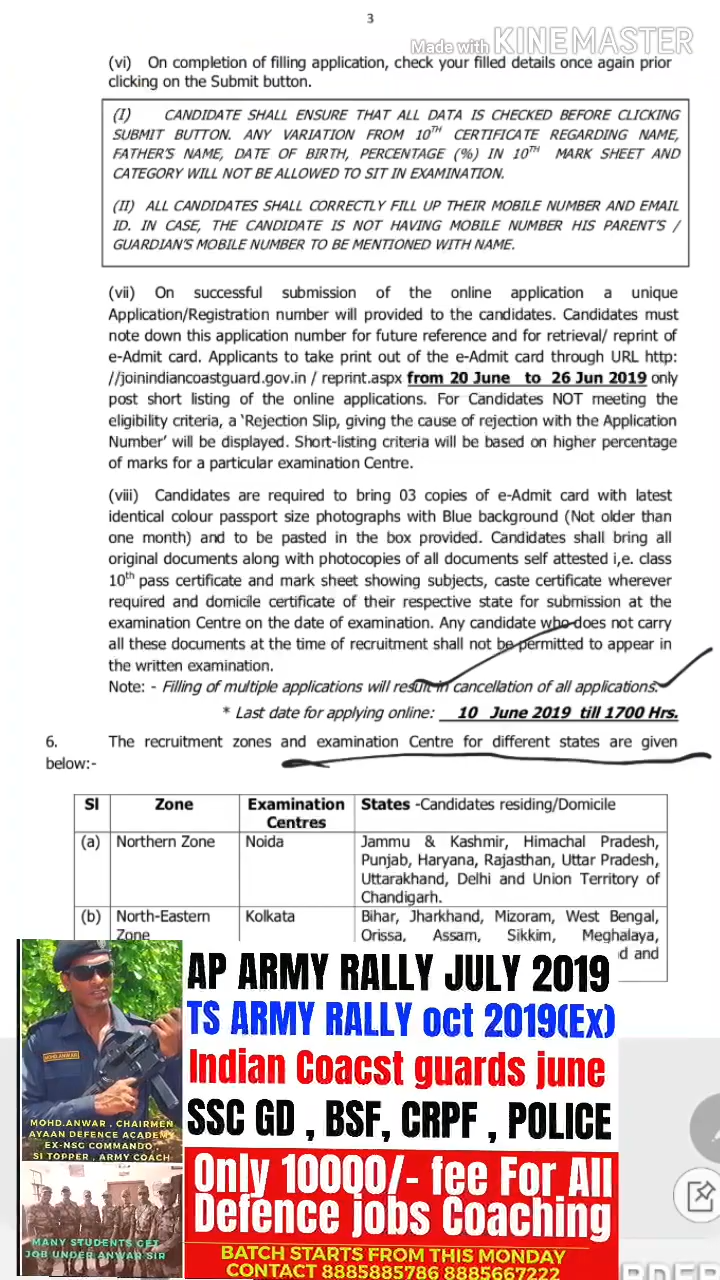 3
Made with KINEMASTER
(vi) On completion of filling application, check your filled details once again prior
clicking on the Submit button.
(I) CANDIDATE SHALL ENSURE THAT ALL DATA IS CHECKED BEFORE CLICKING
SUBMIT BUTTON. ANY VARIATION FROM 10TH CERTIFICATE REGARDING NAME,
FATHER'S NAME, DATE OF BIRTH, PERCENTAGE (%) IN 10TH MARK SHEET AND
CATEGORY WILL NOT BE ALLOWED TO SIT IN EXAMINATION.
(II) ALL CANDIDATES SHALL CORRECTLY FILL UP THEIR MOBILE NUMBER AND EMAIL
ID. IN CASE, THE CANDIDATE IS NOT HAVING MOBILE NUMBER HIS PARENT'S /
GUARDIAN'S MOBILE NUMBER TO BE MENTIONED WITH NAME.
(vii) On successful submission of the online application a unique
Application/Registration number will provided to the candidates. Candidates must
note down this application number for future reference and for retrieval/ reprint of
e-Admit card. Applicants to take print out of the e-Admit card through URL http:
//joinindiancoastguard.gov.in / reprint.aspx from 20 June to 26 Jun 2019 only
post short listing of the online applications. For Candidates NOT meeting the
eligibility criteria, a 'Rejection Slip, giving the cause of rejection with the Application
Number' will be displayed. Short-listing criteria will be based on higher percentage
of marks for a particular examination Centre.
(viii) Candidates are required to bring 03 copies of e-Admit card with latest
identical colour passport size photographs with Blue background (Not older than
one month) and to be pasted in the box provided. Candidates shall bring all
original documents along with photocopies of all documents self attested i,e. class
10th pass certificate and mark sheet showing subjects, caste certificate wherever
required and domicile certificate of their respective state for submission at the
examination Centre on the date of examination. Any candidate who does not carry
all these documents at the time of recruitment shall not be permitted to appear in
the written examination.
Note: - Filling of multiple applications will result in cancellation of all applications.
* Last date for applying online: 10 June 2019 till 1700 Hrs.
6. The recruitment zones and examination Centre for different states are given
below:-
Sl Zone Examination Centres States -Candidates residing/Domicile
(a) Northern Zone Noida Jammu & Kashmir, Himachal Pradesh,
Punjab, Haryana, Rajasthan, Uttar Pradesh,
Uttarakhand, Delhi and Union Territory of
Chandigarh.
(b) North-Eastern Kolkata Bihar, Jharkhand, Mizoram, West Bengal,
Zone Orissa, Assam, Sikkim, Meghalaya,
d and
AP ARMY RALLY JULY 2019
TS ARMY RALLY oct 2019(Ex)
Indian Coacst guards june
SSC GD , BSF, CRPF , POLICE
MOHD.ANWAR
MOHD.ANWAR , CHAIRMEN
AYAAN DEFENCE ACADEMY
EX-NSG COMMANDO ,
SI TOPPER , ARMY COACH
Only 10000/- fee For All
Defence jobs Coaching
MANY STUDENTS GET
JOB UNDER ANWAR SIR
BATCH STARTS FROM THIS MONDAY
CONTACT 8885885786 8885667222